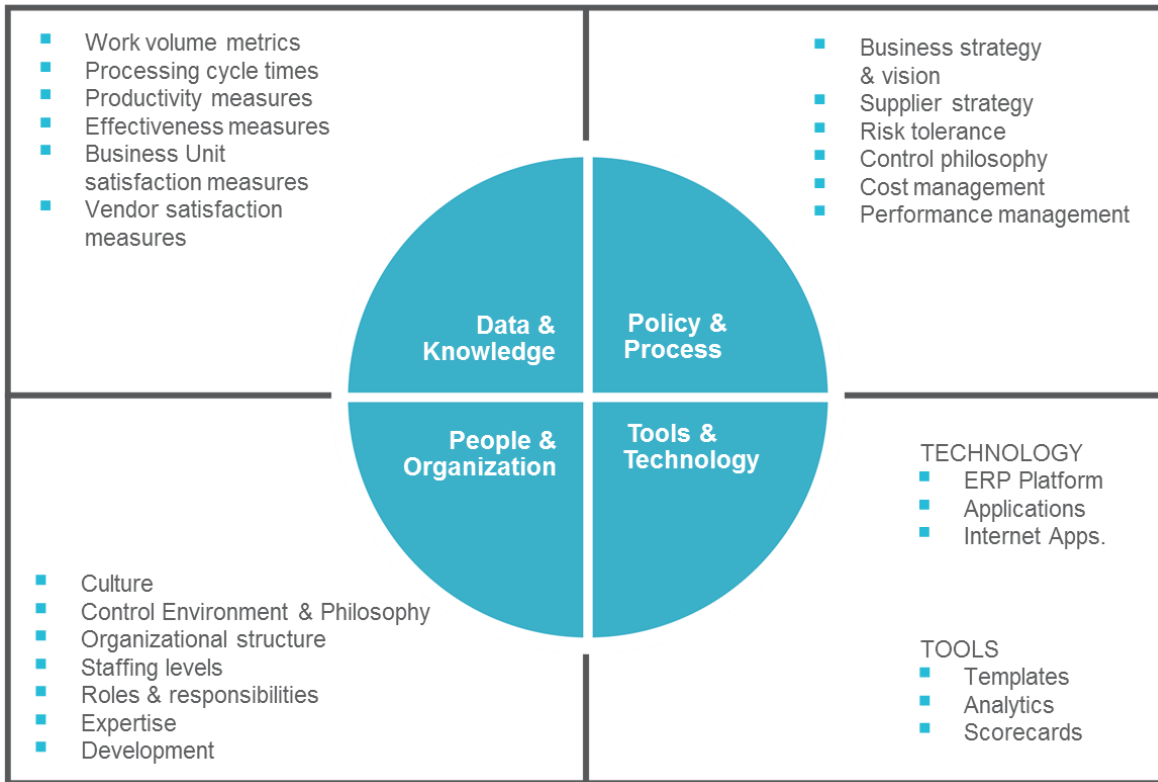 Work volume metrics
Processing cycle times
Productivity measures
Effectiveness measures
Business Unit
satisfaction measures
Vendor satisfaction
measures
Business strategy
& vision
Supplier strategy
Risk tolerance
Control philosophy
Cost management
Performance management
Data &
Knowledge
Policy &
Process
People &
Organization
Tools &
Technology
Culture
Control Environment & Philosophy
Organizational structure
Staffing levels
Roles & responsibilities
Expertise
Development
TECHNOLOGY
ERP Platform
Applications
Internet Apps.
TOOLS
Templates
Analytics
Scorecards